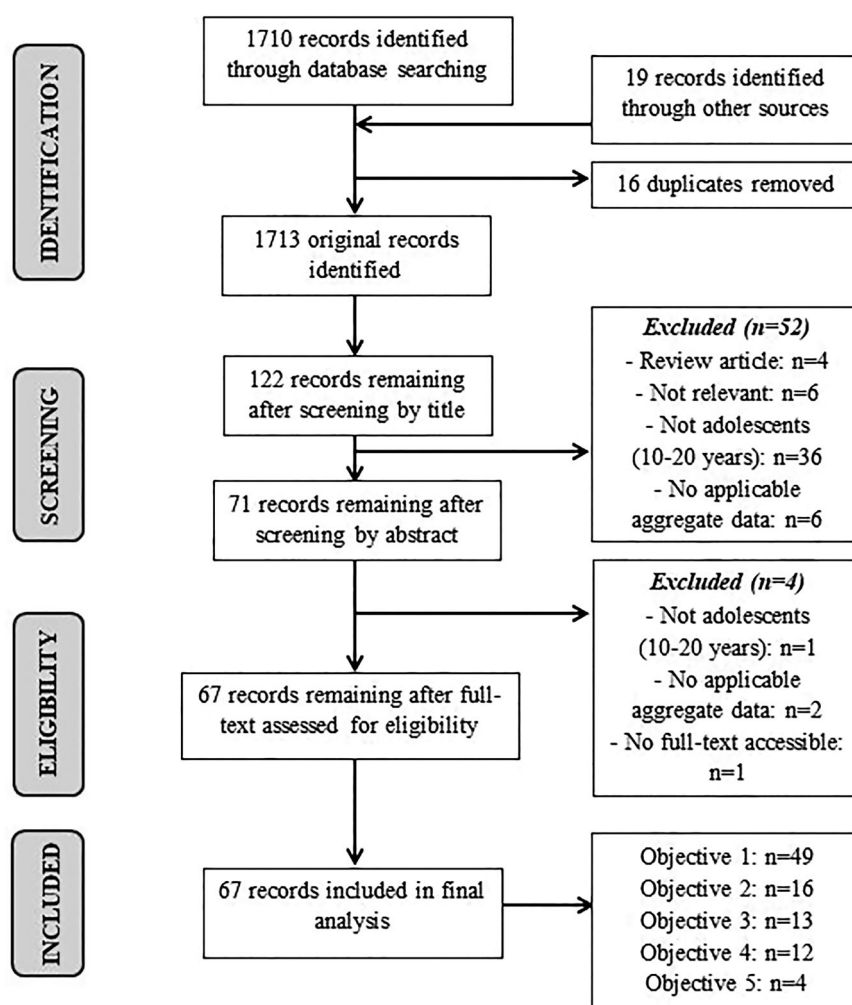 IDENTIFICATION
1710 records identified
through database searching
19 records identified
through other sources
16 duplicates removed
1713 original records
identified
SCREENING
122 records remaining
after screening by title
Excluded (n=52)
- Review article: n=4
- Not relevant: n=6
- Not adolescents
(10-20 years): n=36
- No applicable
aggregate data: n=6
71 records remaining after
screening by abstract
ELIGIBILITY
Excluded (n=4)
- Not adolescents
(10-20 years): n=1
- No applicable
aggregate data: n=2
- No full-text accessible:
n=1
67 records remaining after full-
text assessed for eligibility
INCLUDED
67 records included in final
analysis
Objective 1: n=49
Objective 2: n=16
Objective 3: n=13
Objective 4: n=12
Objective 5: n=4